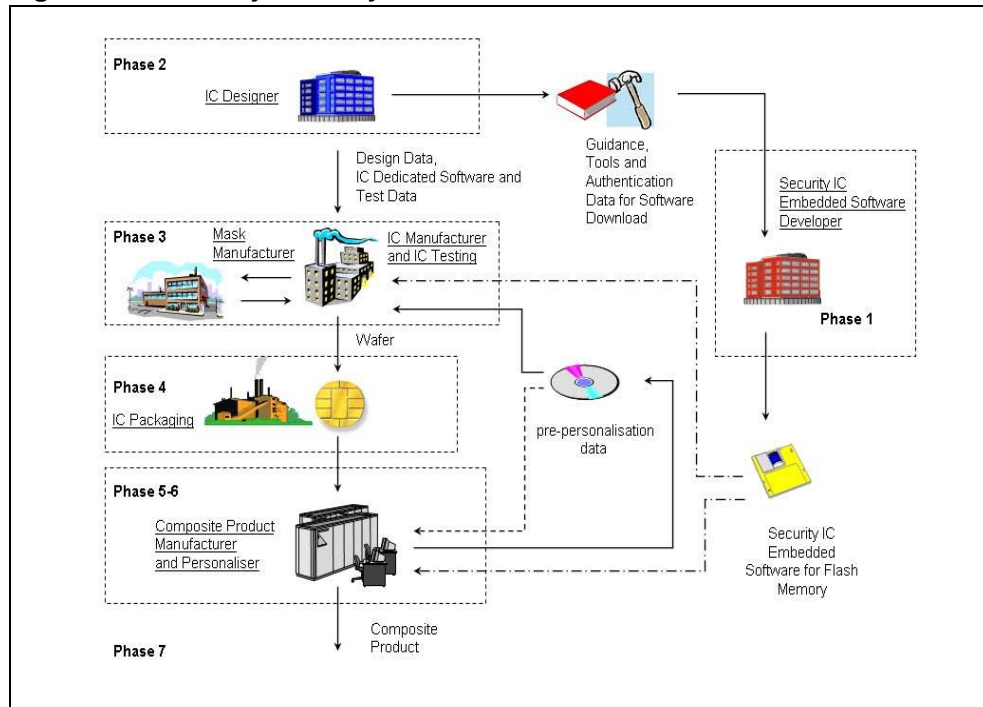 Phase 2
IC Designer
Guidance,
Tools and
Authentication
Data for Software
Download
Design Data,
IC Dedicated Software and
Test Data
Security IC
Embedded Software
Developer
Phase 1
Phase 3
Mask
Manufacturer
IC Manufacturer
and IC Testing
Wafer
Phase 4
IC Packaging
pre-personalisation
data
Phase 5-6
Composite Product
Manufacturer
and Personaliser
Security IC
Embedded
Software for Flash
Memory
Composite
Product
Phase 7